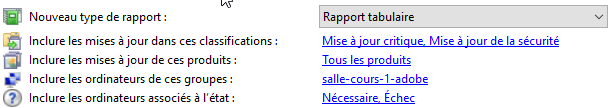 Nouveau type de rapport : Rapport tabulaire
Inclure les mises à jour dans ces classifications : Mise à jour critique, Mise à jour de la sécurité
Inclure les mises à jour de ces produits : Tous les produits
Inclure les ordinateurs de ces groupes : salle-cours-1-adobe
Inclure les ordinateurs associés à l'état : Nécessaire, Échec